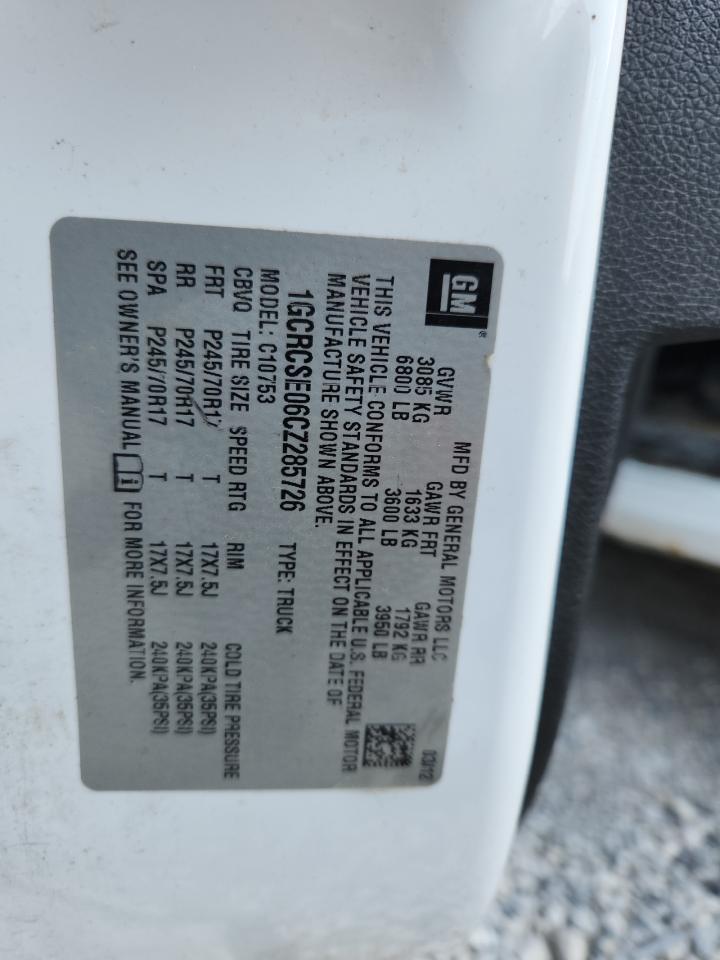 GM®
MFD BY GENERAL MOTORS LLC
03/12
GVWR GAWR FRT GAWR RR
3085 KG 1633 KG 1792 KG
6800 LB 3600 LB 3950 LB
THIS VEHICLE CONFORMS TO ALL APPLICABLE U.S. FEDERAL MOTOR
VEHICLE SAFETY STANDARDS IN EFFECT ON THE DATE OF
MANUFACTURE SHOWN ABOVE.
1GCRCSE06CZ285726 TYPE: TRUCK
MODEL: C10753
CBVQ TIRE SIZE SPEED RTG RIM COLD TIRE PRESSURE
FRT P245/70R17 T 17X7.5J 240KPA(35PSI)
RR P245/70R17 T 17X7.5J 240KPA(35PSI)
SPA P245/70R17 T 17X7.5J 240KPA(35PSI)
SEE OWNER'S MANUAL FOR MORE INFORMATION.